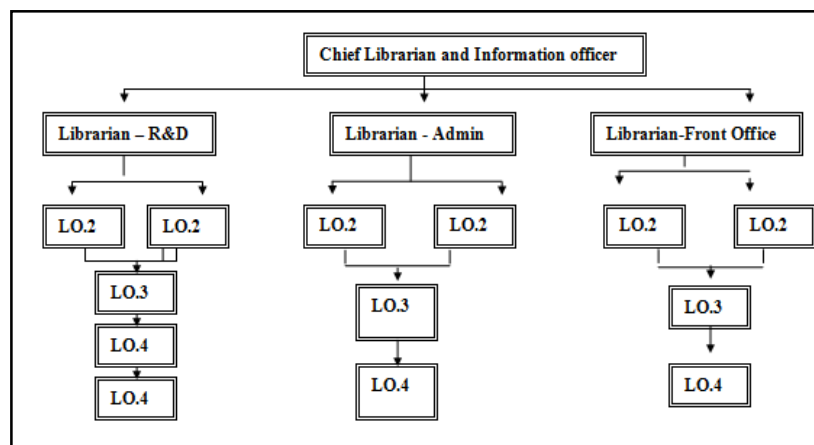 Chief Librarian and Information officer
Librarian – R&D
Librarian - Admin
Librarian-Front Office
LO.2
LO.2
LO.2
LO.2
LO.2
LO.2
LO.3
LO.3
LO.3
LO.4
LO.4
LO.4
LO.4